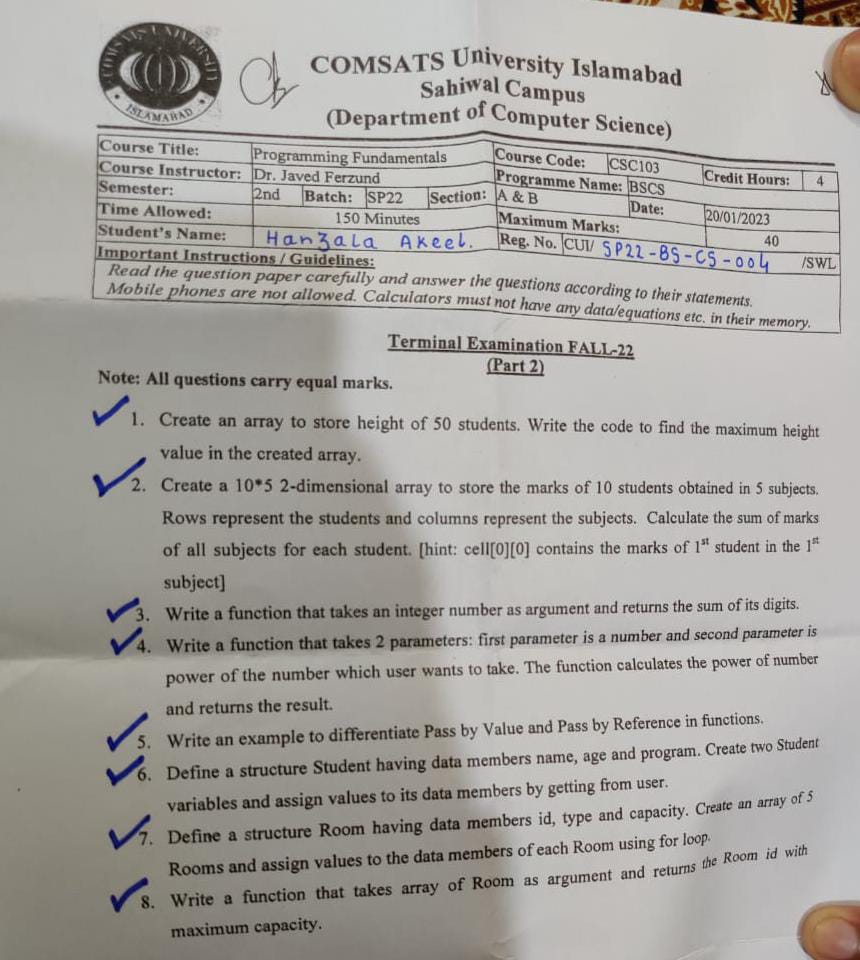 COMSATS UNIVERSITY
ISLAMABAD
COMSATS University Islamabad
Sahiwal Campus
(Department of Computer Science)
Course Title: Programming Fundamentals Course Code: CSC103 Credit Hours: 4
Course Instructor: Dr. Javed Ferzund Programme Name: BSCS
Semester: 2nd Batch: SP22 Section: A & B Date: 20/01/2023
Time Allowed: 150 Minutes Maximum Marks: 40
Student's Name: Hanzala Akeel. Reg. No. CUI/ SP22-BS-CS-004 /SWL
Important Instructions / Guidelines:
Read the question paper carefully and answer the questions according to their statements.
Mobile phones are not allowed. Calculators must not have any data/equations etc. in their memory.
Terminal Examination FALL-22
(Part 2)
Note: All questions carry equal marks.
1. Create an array to store height of 50 students. Write the code to find the maximum height
value in the created array.
2. Create a 10*5 2-dimensional array to store the marks of 10 students obtained in 5 subjects.
Rows represent the students and columns represent the subjects. Calculate the sum of marks
of all subjects for each student. [hint: cell[0][0] contains the marks of 1st student in the 1st
subject]
3. Write a function that takes an integer number as argument and returns the sum of its digits.
4. Write a function that takes 2 parameters: first parameter is a number and second parameter is
power of the number which user wants to take. The function calculates the power of number
and returns the result.
5. Write an example to differentiate Pass by Value and Pass by Reference in functions.
6. Define a structure Student having data members name, age and program. Create two Student
variables and assign values to its data members by getting from user.
7. Define a structure Room having data members id, type and capacity. Create an array of 5
Rooms and assign values to the data members of each Room using for loop.
8. Write a function that takes array of Room as argument and returns the Room id with
maximum capacity.